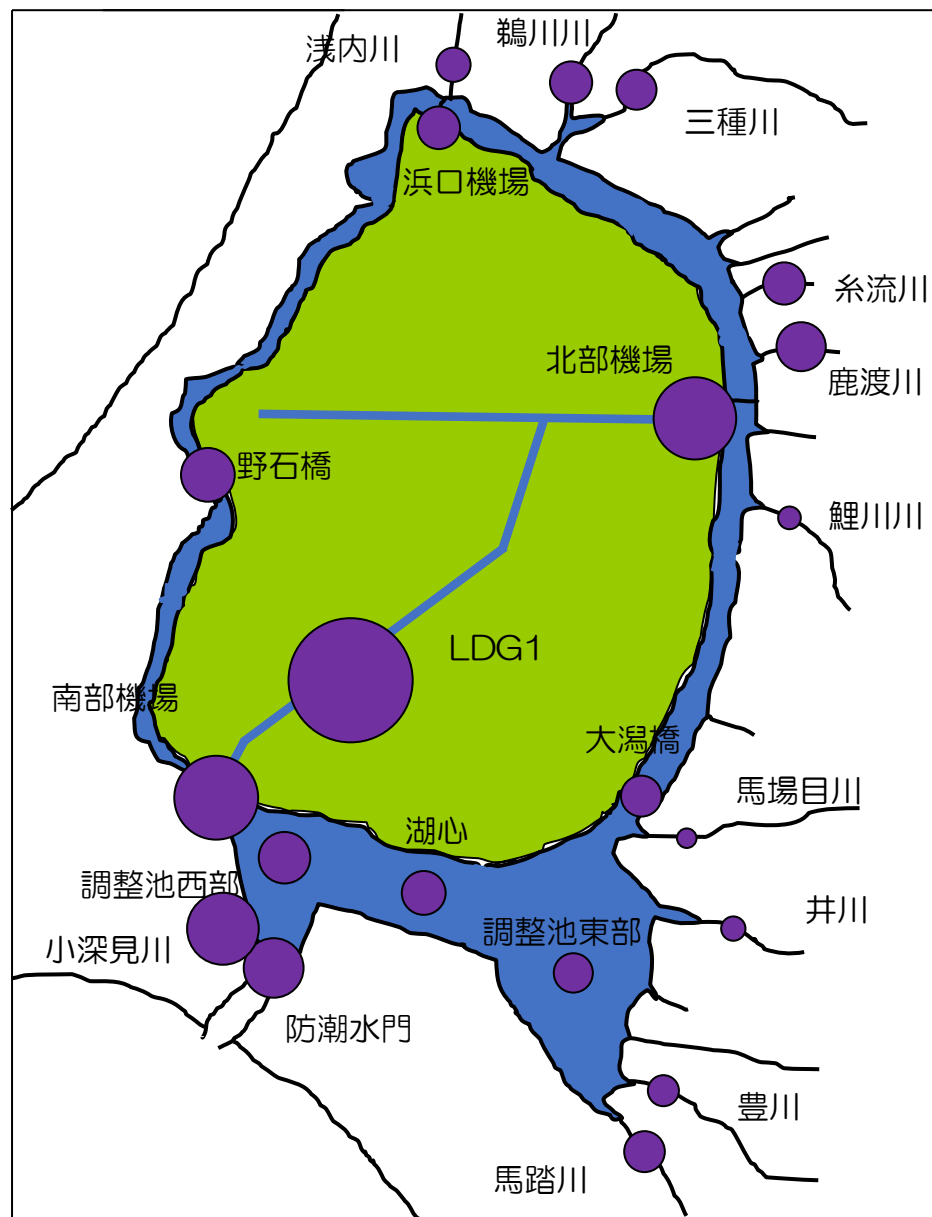 鵜川川
浅内川
三種川
浜口機場
糸流川
北部機場
鹿渡川
野石橋
鯉川川
LDG1
南部機場
大潟橋
馬場目川
湖心
調整池西部
井川
調整池東部
小深見川
防潮水門
豊川
馬踏川